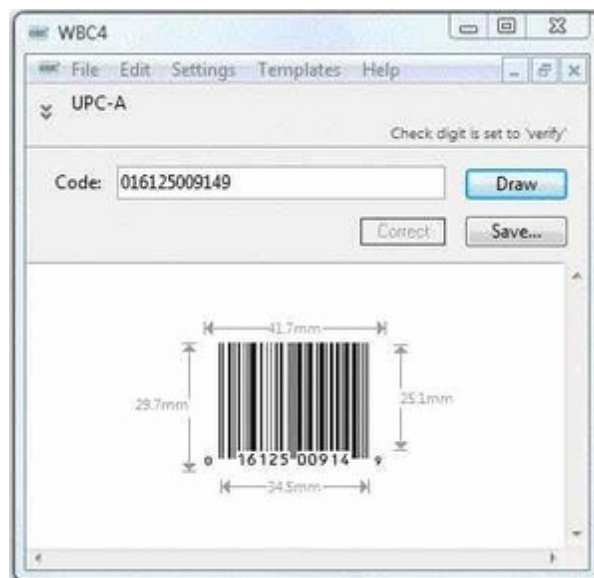 WBC4
File Edit Settings Templates Help
UPC-A
Check digit is set to 'verify'
Code: 016125009149 Draw
Correct Save...
41.7mm
29.7mm 25.1mm
0 16125 00914 9
34.5mm